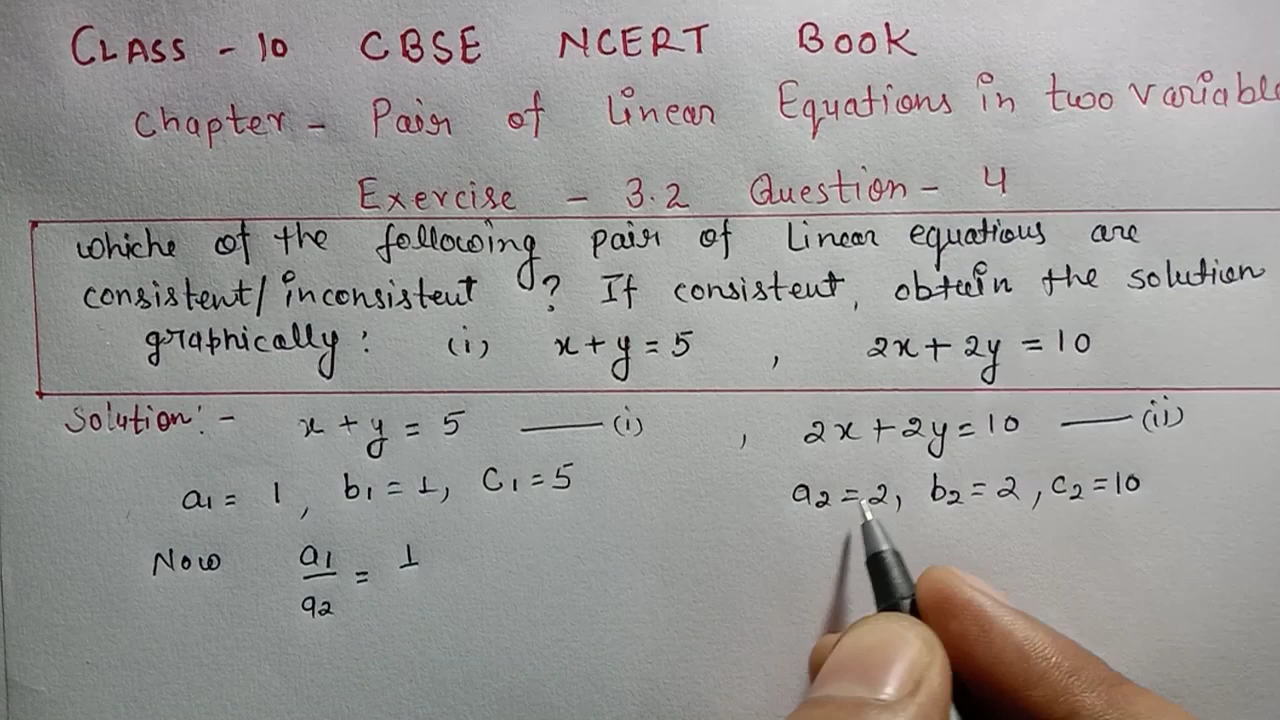 CLASS - 10 CBSE NCERT BOOK
Chapter - Pair of linear Equations in two variable
Exercise - 3.2 Question - 4
whiche of the following pair of linear equations are
consistent/inconsistent ? If consistent, obtain the solution
graphically: (i) x + y = 5 , 2x + 2y = 10
Solution:- x + y = 5 —— (i) , 2x + 2y = 10 —— (ii)
a1 = 1, b1 = 1, C1 = 5 a2 = 2, b2 = 2, C2 = 10
Now a1/a2 = 1